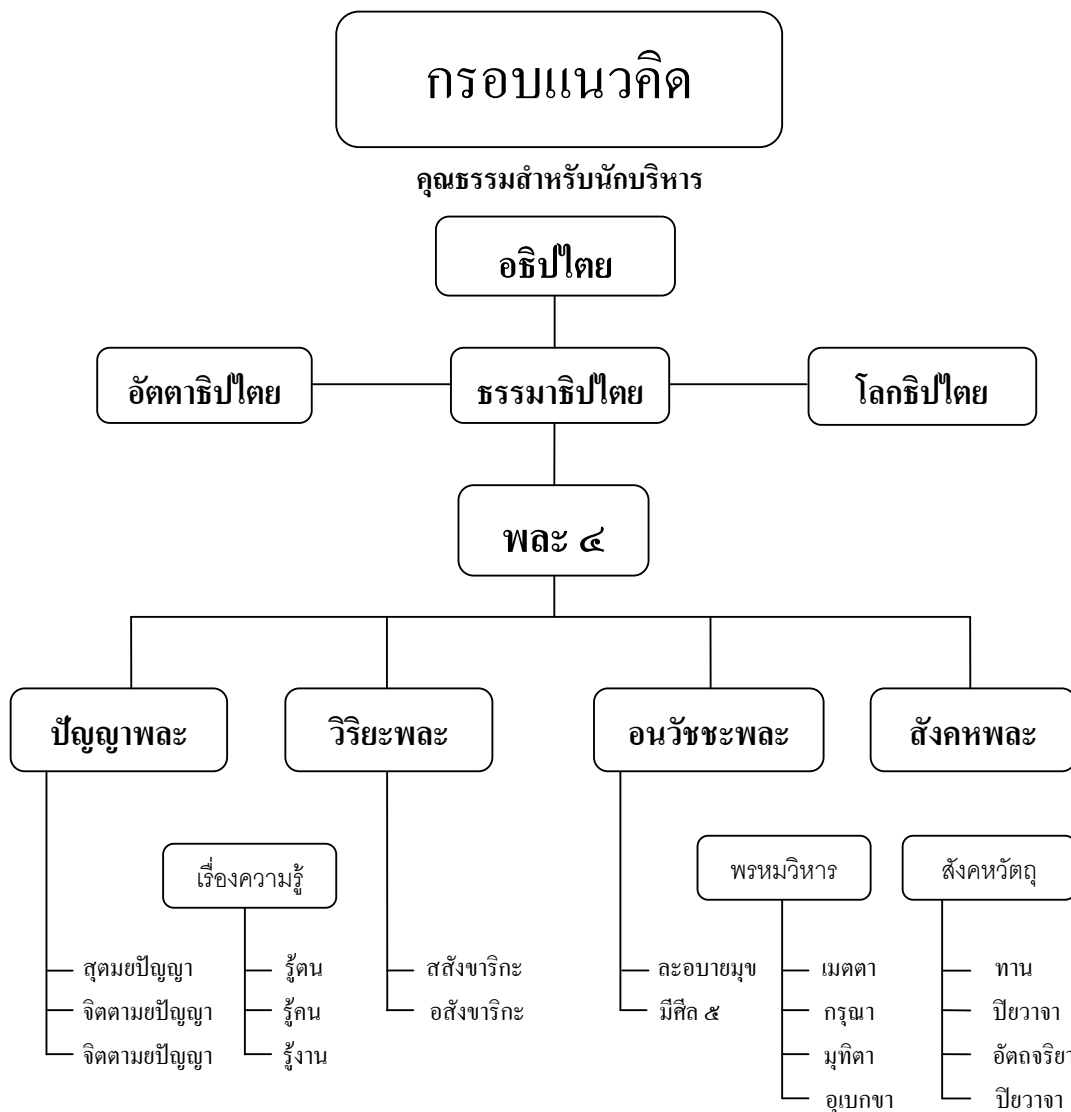 กรอบแนวคิด
คุณธรรมสำหรับนักบริหาร
อธิปไตย
อัตตาธิปไตย
ธรรมาธิปไตย
โลกธิปไตย
พละ ๔
ปัญญาพละ
วิริยะพละ
อนวัชชะพละ
สังคหพละ
เรื่องความรู้
พรหมวิหาร
สังคหวัตถุ
สุตมยปัญญา
จิตตามยปัญญา
จิตตามยปัญญา
รู้ตน
รู้คน
รู้งาน
สสังขาริกะ
อสังขาริกะ
ละอบายมุข
มีศีล ๕
เมตตา
กรุณา
มุทิตา
อุเบกขา
ทาน
ปิยวาจา
อัตถจริยา
ปิยวาจา